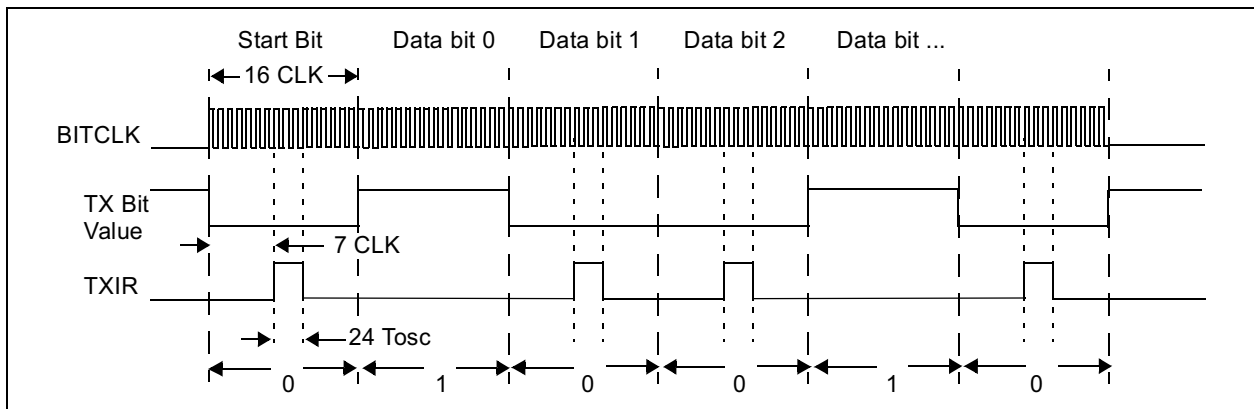 Start Bit Data bit 0 Data bit 1 Data bit 2 Data bit ...
16 CLK
BITCLK
TX Bit
Value
7 CLK
TXIR
24 Tosc
0 1 0 0 1 0